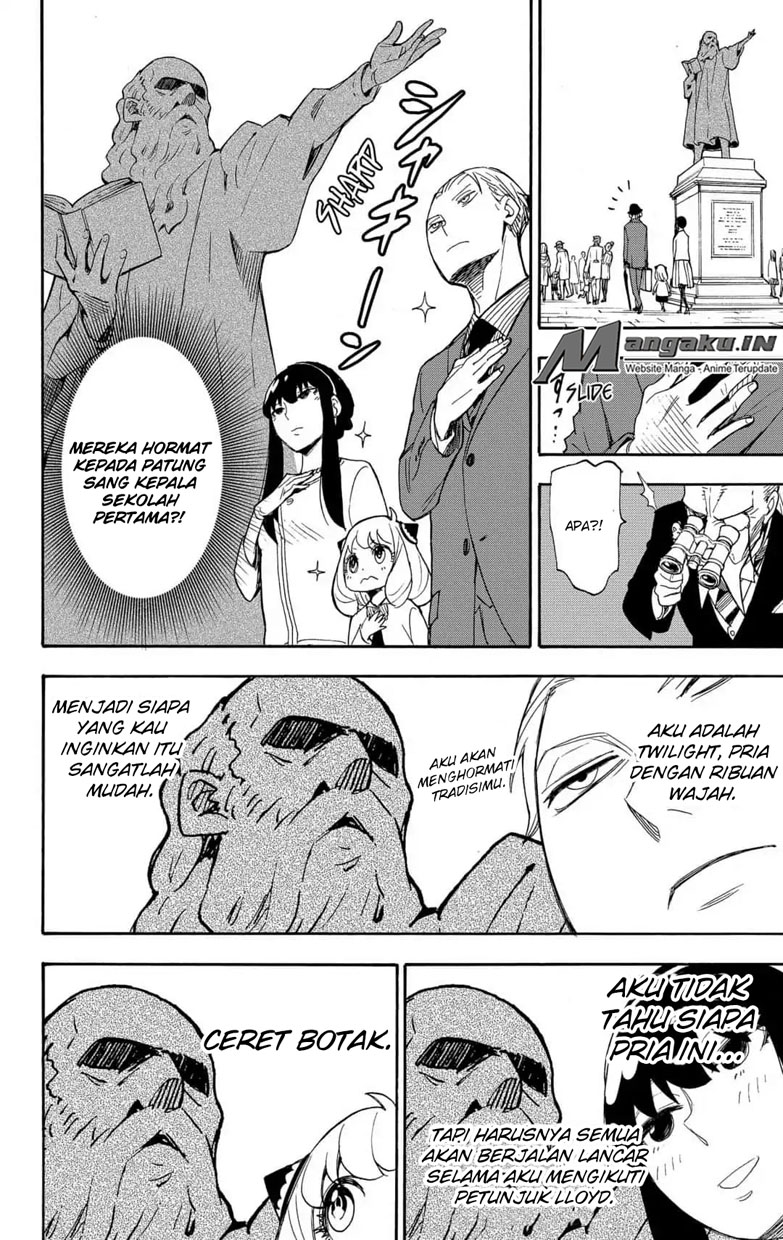 Mangaku.IN
Website Manga - Anime Terupdate
SLIDE
APA?!
シャキーン
SHARP
MEREKA HORMAT
KEPADA PATUNG
SANG KEPALA
SEKOLAH
PERTAMA?!
AKU ADALAH
TWILIGHT, PRIA
DENGAN RIBUAN
WAJAH.
AKU AKAN
MENGHORMATI
TRADISIMU.
MENJADI SIAPA
YANG KAU
INGINKAN ITU
SANGATLAH
MUDAH.
AKU TIDAK
TAHU SIAPA
PRIA INI...
TAPI HARUSNYA SEMUA
AKAN BERJALAN LANCAR
SELAMA AKU MENGIKUTI
PETUNJUK LLOYD.
CERET BOTAK.